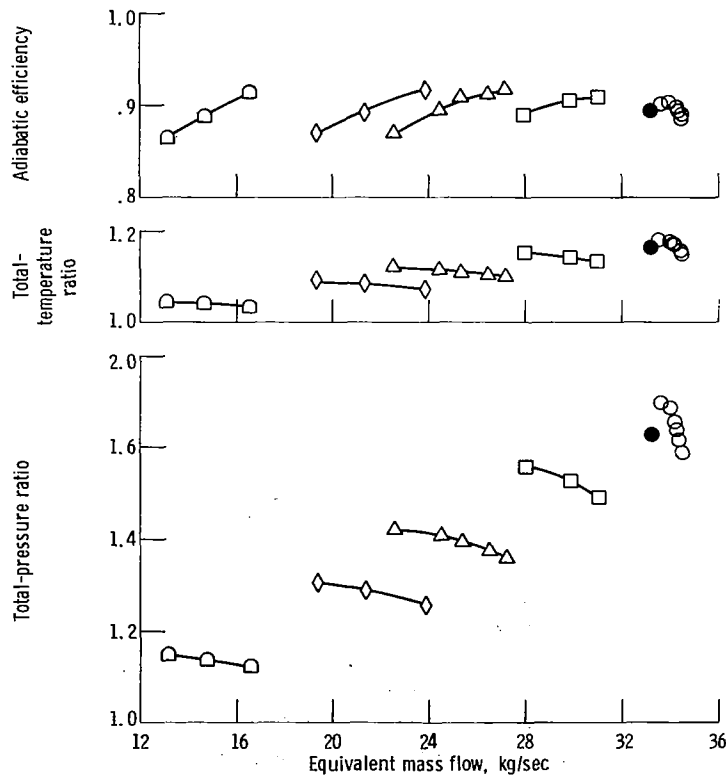 1.0
.9
.8
Adiabatic efficiency
1.2
1.0
Total-
temperature
ratio
2.0
1.6
1.4
1.2
1.0
Total-pressure ratio
12 16 20 24 28 32 36
Equivalent mass flow, kg/sec